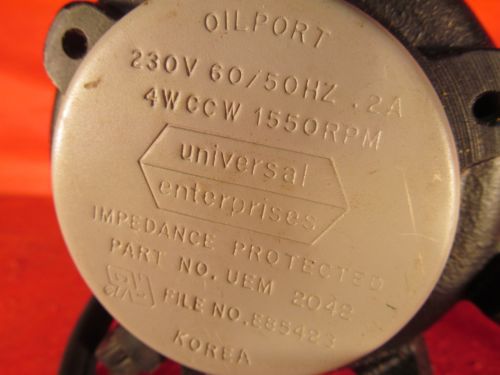 OILPORT
230V 60/50HZ .2A
4W CCW 1550RPM
universal
enterprises
IMPEDANCE PROTECTED
PART NO. UEM 2042
FILE NO. E85423
KOREA